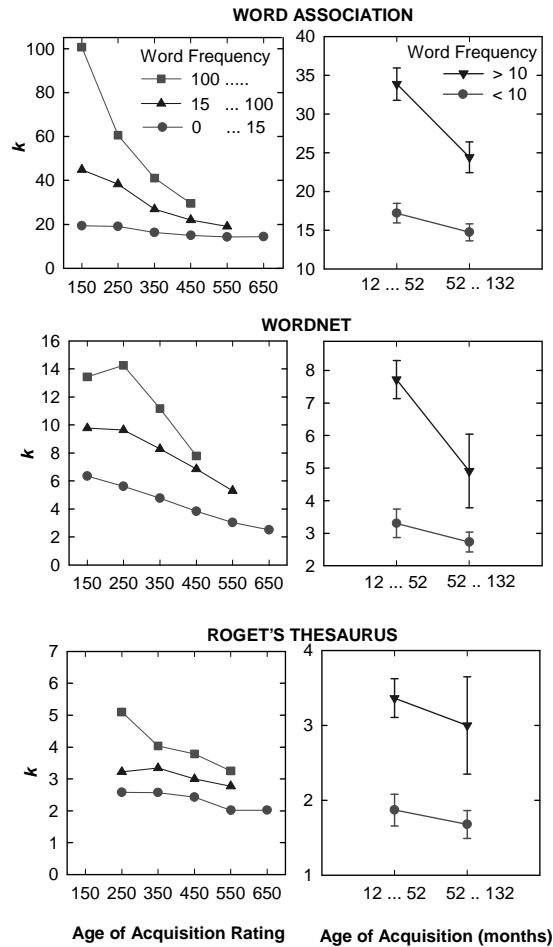 WORD ASSOCIATION
100
80
60
40
20
0
k
Word Frequency
100 .....
15 ... 100
0 ... 15
150 250 350 450 550 650
40
35
30
25
20
15
10
Word Frequency
> 10
< 10
12 ... 52 52 .. 132
WORDNET
16
14
12
10
8
6
4
2
0
k
150 250 350 450 550 650
8
7
6
5
4
3
2
12 ... 52 52 .. 132
ROGET'S THESAURUS
7
6
5
4
3
2
1
0
k
150 250 350 450 550 650
Age of Acquisition Rating
4
3
2
1
12 ... 52 52 .. 132
Age of Acquisition (months)